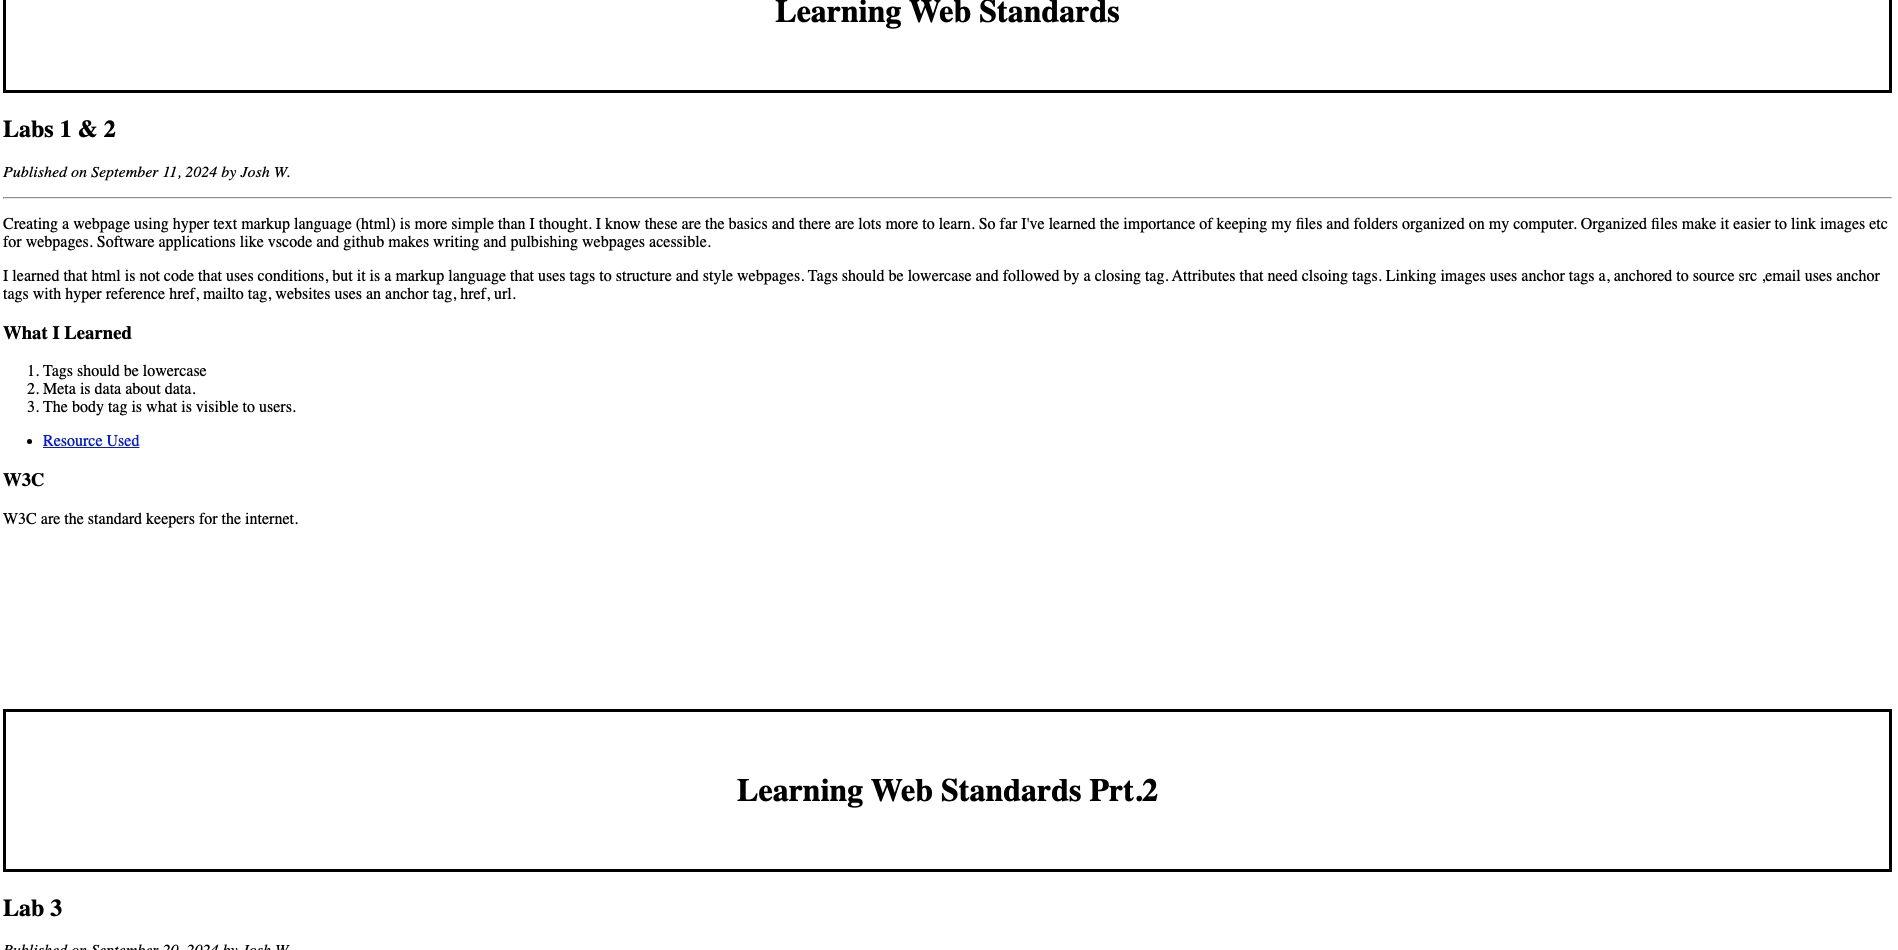 Learning Web Standards
Labs 1 & 2
Published on September 11, 2024 by Josh W.
Creating a webpage using hyper text markup language (html) is more simple than I thought. I know these are the basics and there are lots more to learn. So far I've learned the importance of keeping my files and folders organized on my computer. Organized files make it easier to link images etc
for webpages. Software applications like vscode and github makes writing and pulbishing webpages acessible.
I learned that html is not code that uses conditions, but it is a markup language that uses tags to structure and style webpages. Tags should be lowercase and followed by a closing tag. Attributes that need clsoing tags. Linking images uses anchor tags a, anchored to source src ,email uses anchor
tags with hyper reference href, mailto tag, websites uses an anchor tag, href, url.
What I Learned
1. Tags should be lowercase
2. Meta is data about data.
3. The body tag is what is visible to users.
• Resource Used
W3C
W3C are the standard keepers for the internet.
Learning Web Standards Prt.2
Lab 3
Published on September 20, 2024 by Josh W.